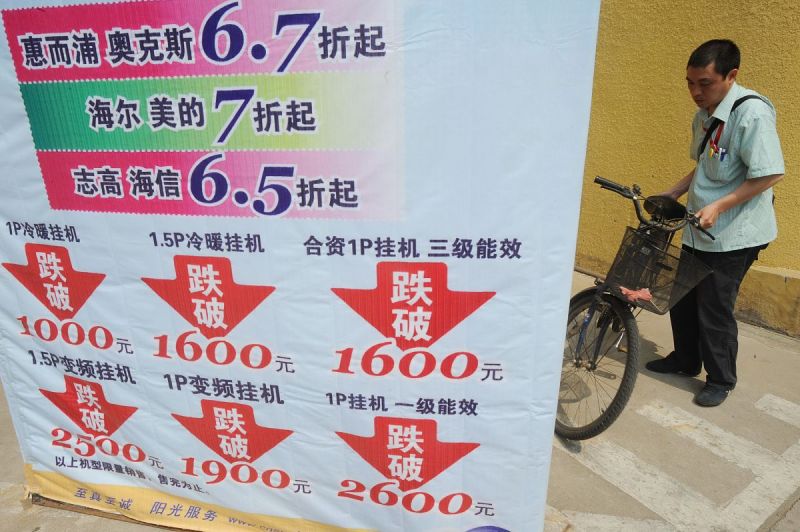 惠而浦 奥克斯 6.7折起
海尔 美的 7折起
志高 海信 6.5折起
1P冷暖挂机 1.5P冷暖挂机 合资1P挂机 三级能效
跌破 跌破 跌破
1000元 1600元 1600元
1.5P变频挂机 1P变频挂机 1P挂机 一级能效
跌破 跌破 跌破
2500元 1900元 2600元
以上机型限量销售，售完为止。
至真至诚 阳光服务